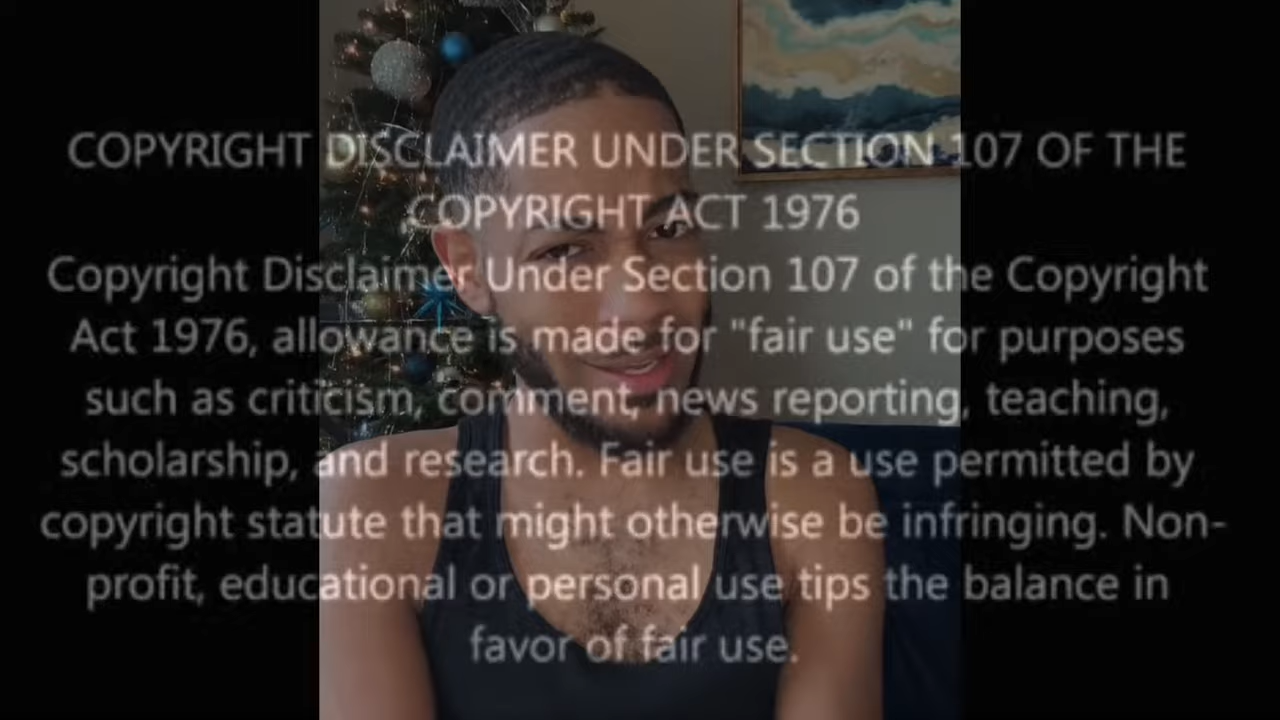 COPYRIGHT DISCLAIMER UNDER SECTION 107 OF THE
COPYRIGHT ACT 1976
Copyright Disclaimer Under Section 107 of the Copyright
Act 1976, allowance is made for "fair use" for purposes
such as criticism, comment, news reporting, teaching,
scholarship, and research. Fair use is a use permitted by
copyright statute that might otherwise be infringing. Non-
profit, educational or personal use tips the balance in
favor of fair use.